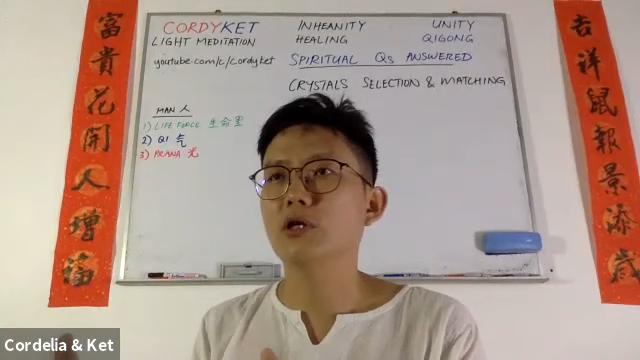 富貴花開人增福
CORDYKET
LIGHT MEDITATION
youtube.com/c/cordyket
INHEANITY
HEALING
UNITY
QIGONG
SPIRITUAL Qs ANSWERED
CRYSTALS SELECTION & MATCHING
MAN 人
1) LIFE FORCE 生命里
2) QI 气
3) PRANA 光
吉祥鼠報景添歲
Cordelia & Ket